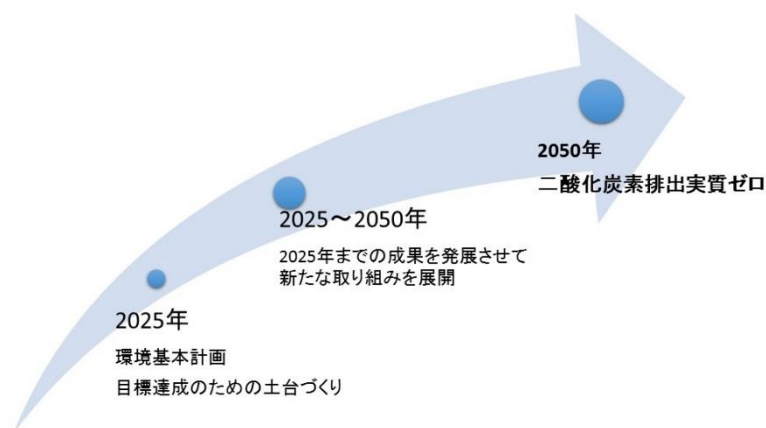 2025年
環境基本計画
目標達成のための土台づくり
2025～2050年
2025年までの成果を発展させて
新たな取り組みを展開
2050年
二酸化炭素排出実質ゼロ